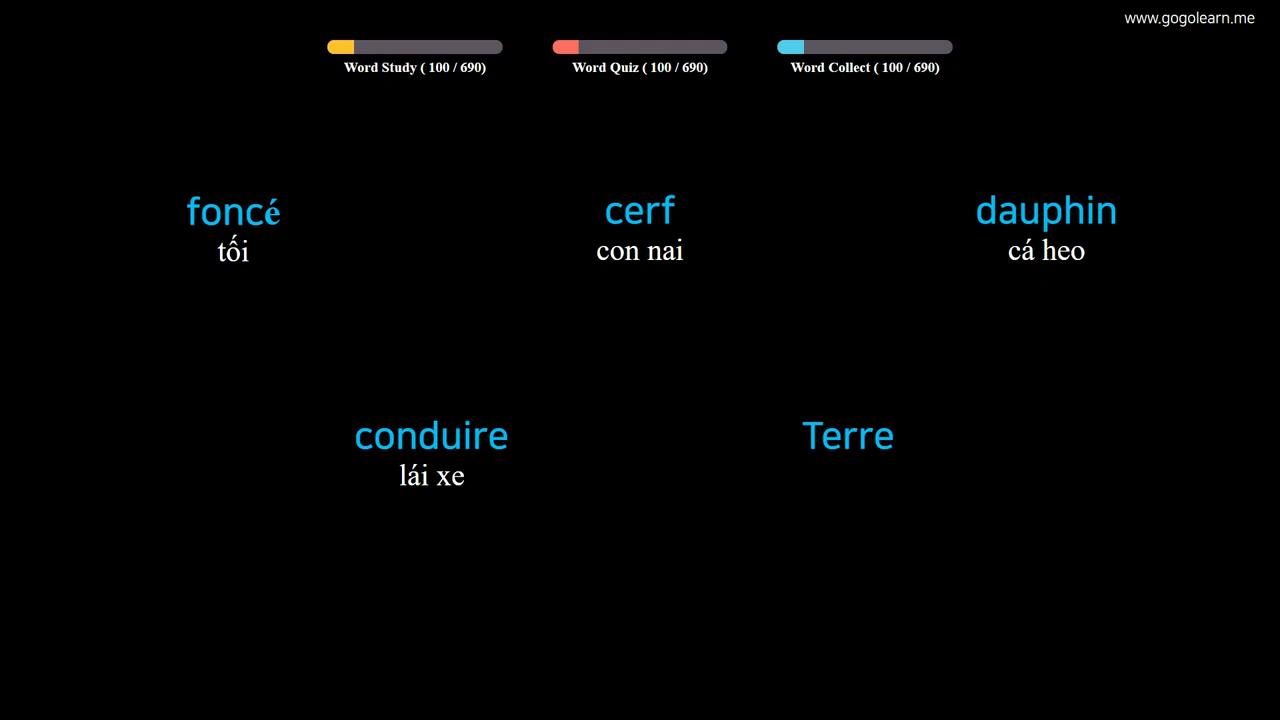 www.gogolearn.me
Word Study ( 100 / 690)
Word Quiz ( 100 / 690)
Word Collect ( 100 / 690)
foncé
tối
cerf
con nai
dauphin
cá heo
conduire
lái xe
Terre